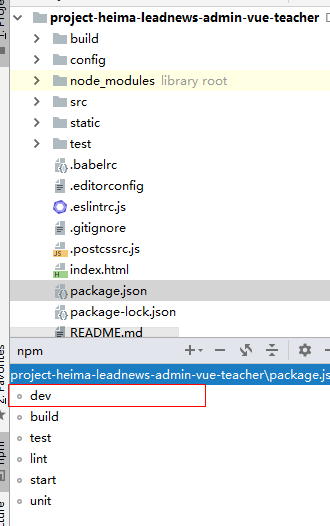 1: Project
project-heima-leadnews-admin-vue-teacher
build
config
node_modules library root
src
static
test
.babelrc
.editorconfig
.eslintrc.js
.gitignore
.postcssrc.js
index.html
package.json
package-lock.json
README.md
npm
project-heima-leadnews-admin-vue-teacher\package.js
dev
build
test
lint
start
unit
2: Favorites
npm